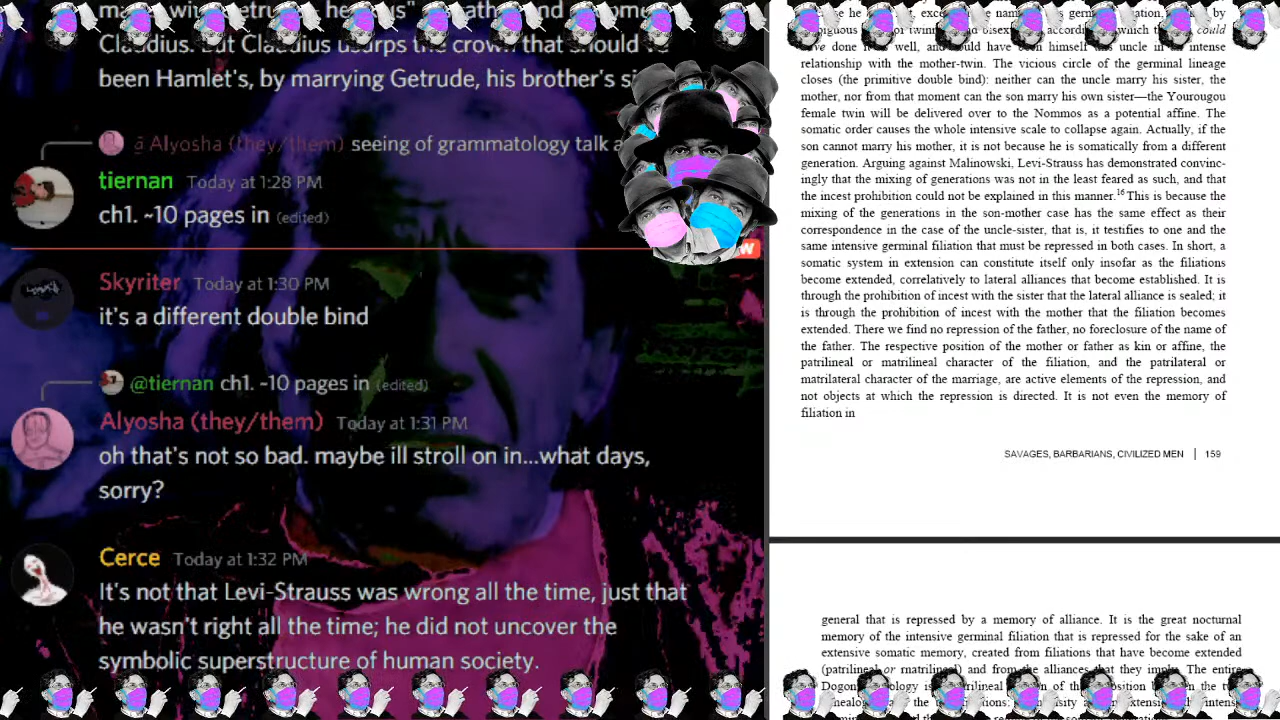 been Hamlet's, by marrying Getrude, his brother's
Alyosha (they/them) seeing of grammatology talk
tiernan Today at 1:28 PM
ch1. ~10 pages in (edited)
Skyriter Today at 1:30 PM
it's a different double bind
@tiernan ch1. ~10 pages in (edited)
Alyosha (they/them) Today at 1:31 PM
oh that's not so bad. maybe ill stroll on in...what days,
sorry?
Cerce Today at 1:32 PM
It's not that Levi-Strauss was wrong all the time, just that
he wasn't right all the time; he did not uncover the
symbolic superstructure of human society.
relationship with the mother-twin. The vicious circle of the germinal lineage
closes (the primitive double bind): neither can the uncle marry his sister, the
mother, nor from that moment can the son marry his own sister—the Yourougou
female twin will be delivered over to the Nommos as a potential affine. The
somatic order causes the whole intensive scale to collapse again. Actually, if the
son cannot marry his mother, it is not because he is somatically from a different
generation. Arguing against Malinowski, Levi-Strauss has demonstrated convinc-
ingly that the mixing of generations was not in the least feared as such, and that
the incest prohibition could not be explained in this manner.16 This is because the
mixing of the generations in the son-mother case has the same effect as their
correspondence in the case of the uncle-sister, that is, it testifies to one and the
same intensive germinal filiation that must be repressed in both cases. In short, a
somatic system in extension can constitute itself only insofar as the filiations
become extended, correlatively to lateral alliances that become established. It is
through the prohibition of incest with the sister that the lateral alliance is sealed; it
is through the prohibition of incest with the mother that the filiation becomes
extended. There we find no repression of the father, no foreclosure of the name of
the father. The respective position of the mother or father as kin or affine, the
patrilineal or matrilineal character of the filiation, and the patrilateral or
matrilateral character of the marriage, are active elements of the repression, and
not objects at which the repression is directed. It is not even the memory of
filiation in
SAVAGES, BARBARIANS, CIVILIZED MEN | 159
general that is repressed by a memory of alliance. It is the great nocturnal
memory of the intensive germinal filiation that is repressed for the sake of an
extensive somatic memory, created from filiations that have become extended
(patrilineal or matrilineal) and from the alliances that they imply. The entire